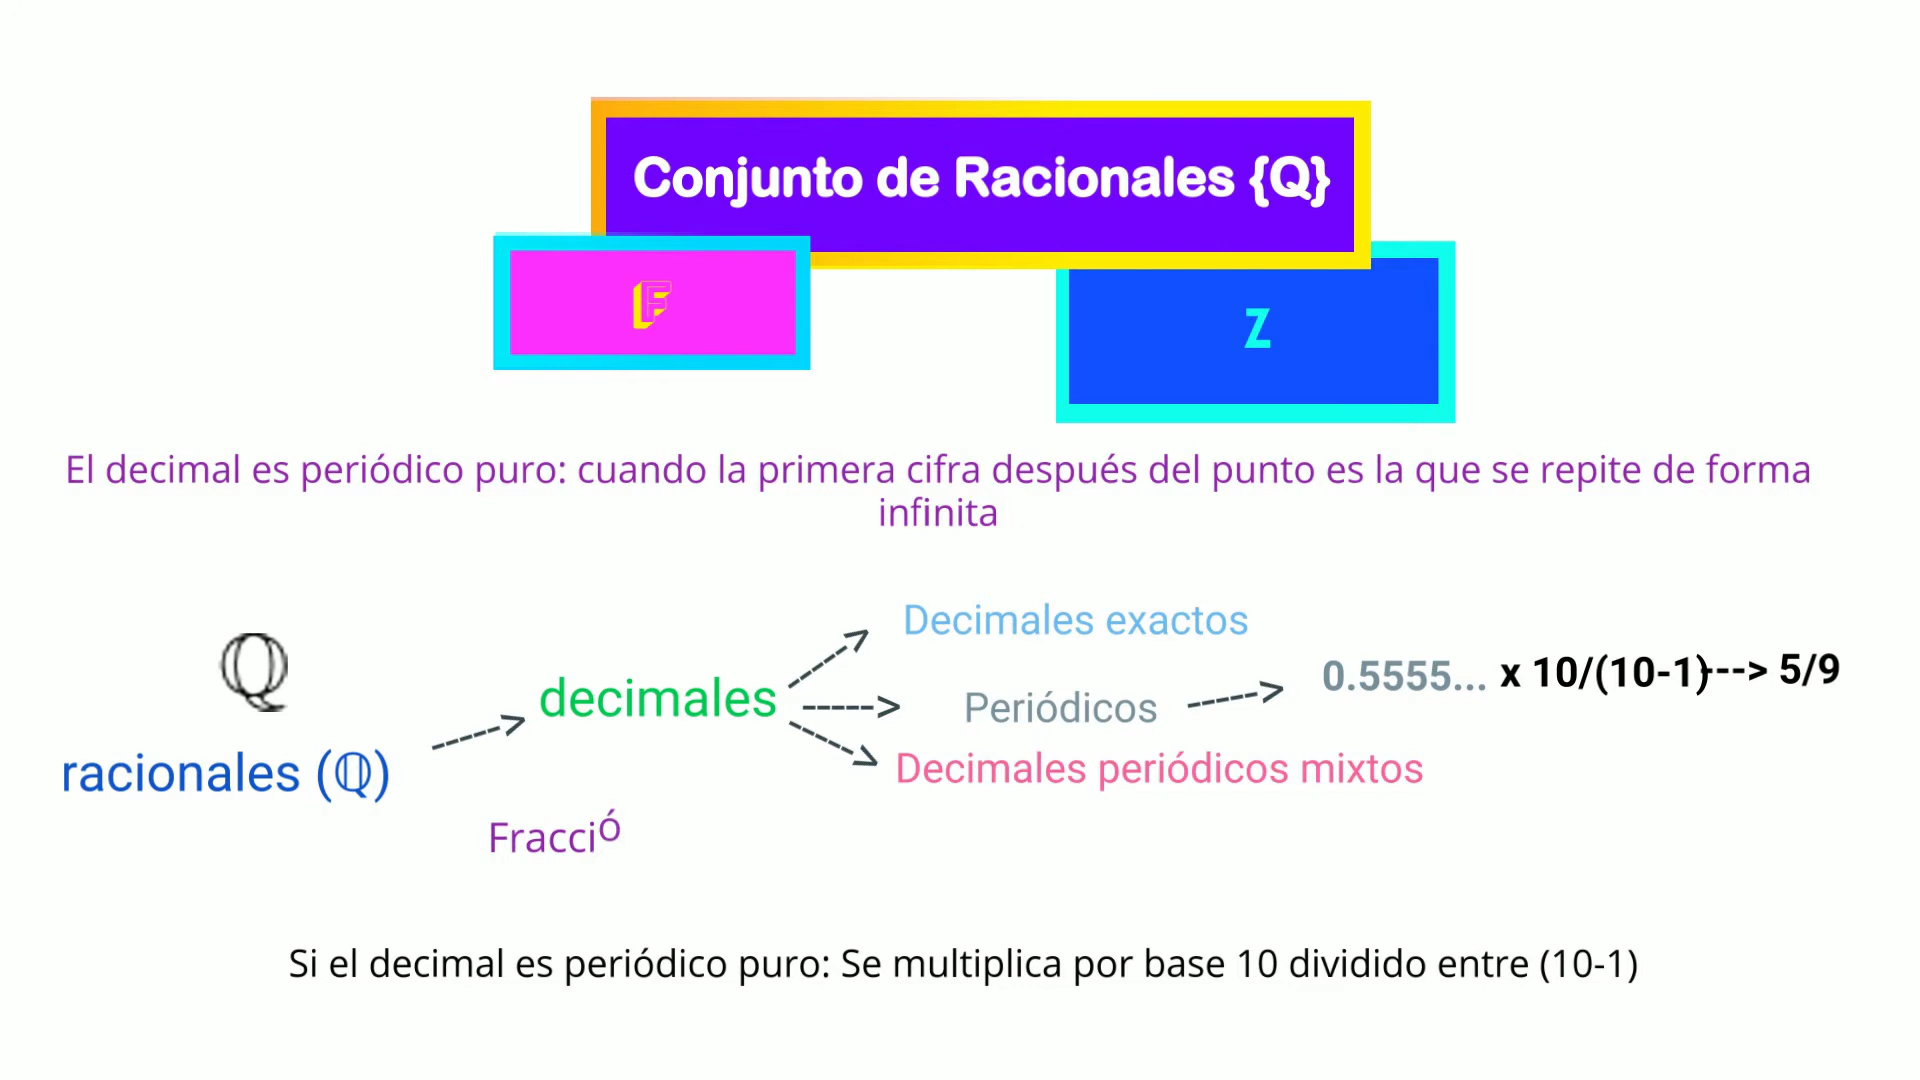 Conjunto de Racionales {Q}
F
Z
El decimal es periódico puro: cuando la primera cifra después del punto es la que se repite de forma
infinita
ℚ
racionales (ℚ)
decimales
Decimales exactos
Periódicos
Decimales periódicos mixtos
0.5555... x 10/(10-1)---> 5/9
Fracció
Si el decimal es periódico puro: Se multiplica por base 10 dividido entre (10-1)